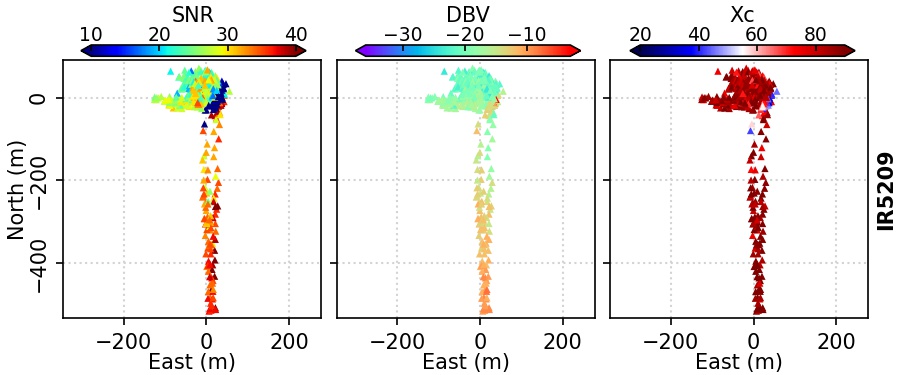 SNR DBV Xc
10 20 30 40 −30 −20 −10 20 40 60 80
0
−200
−400
North (m)
IR5209
−200 0 200 −200 0 200 −200 0 200
East (m) East (m) East (m)